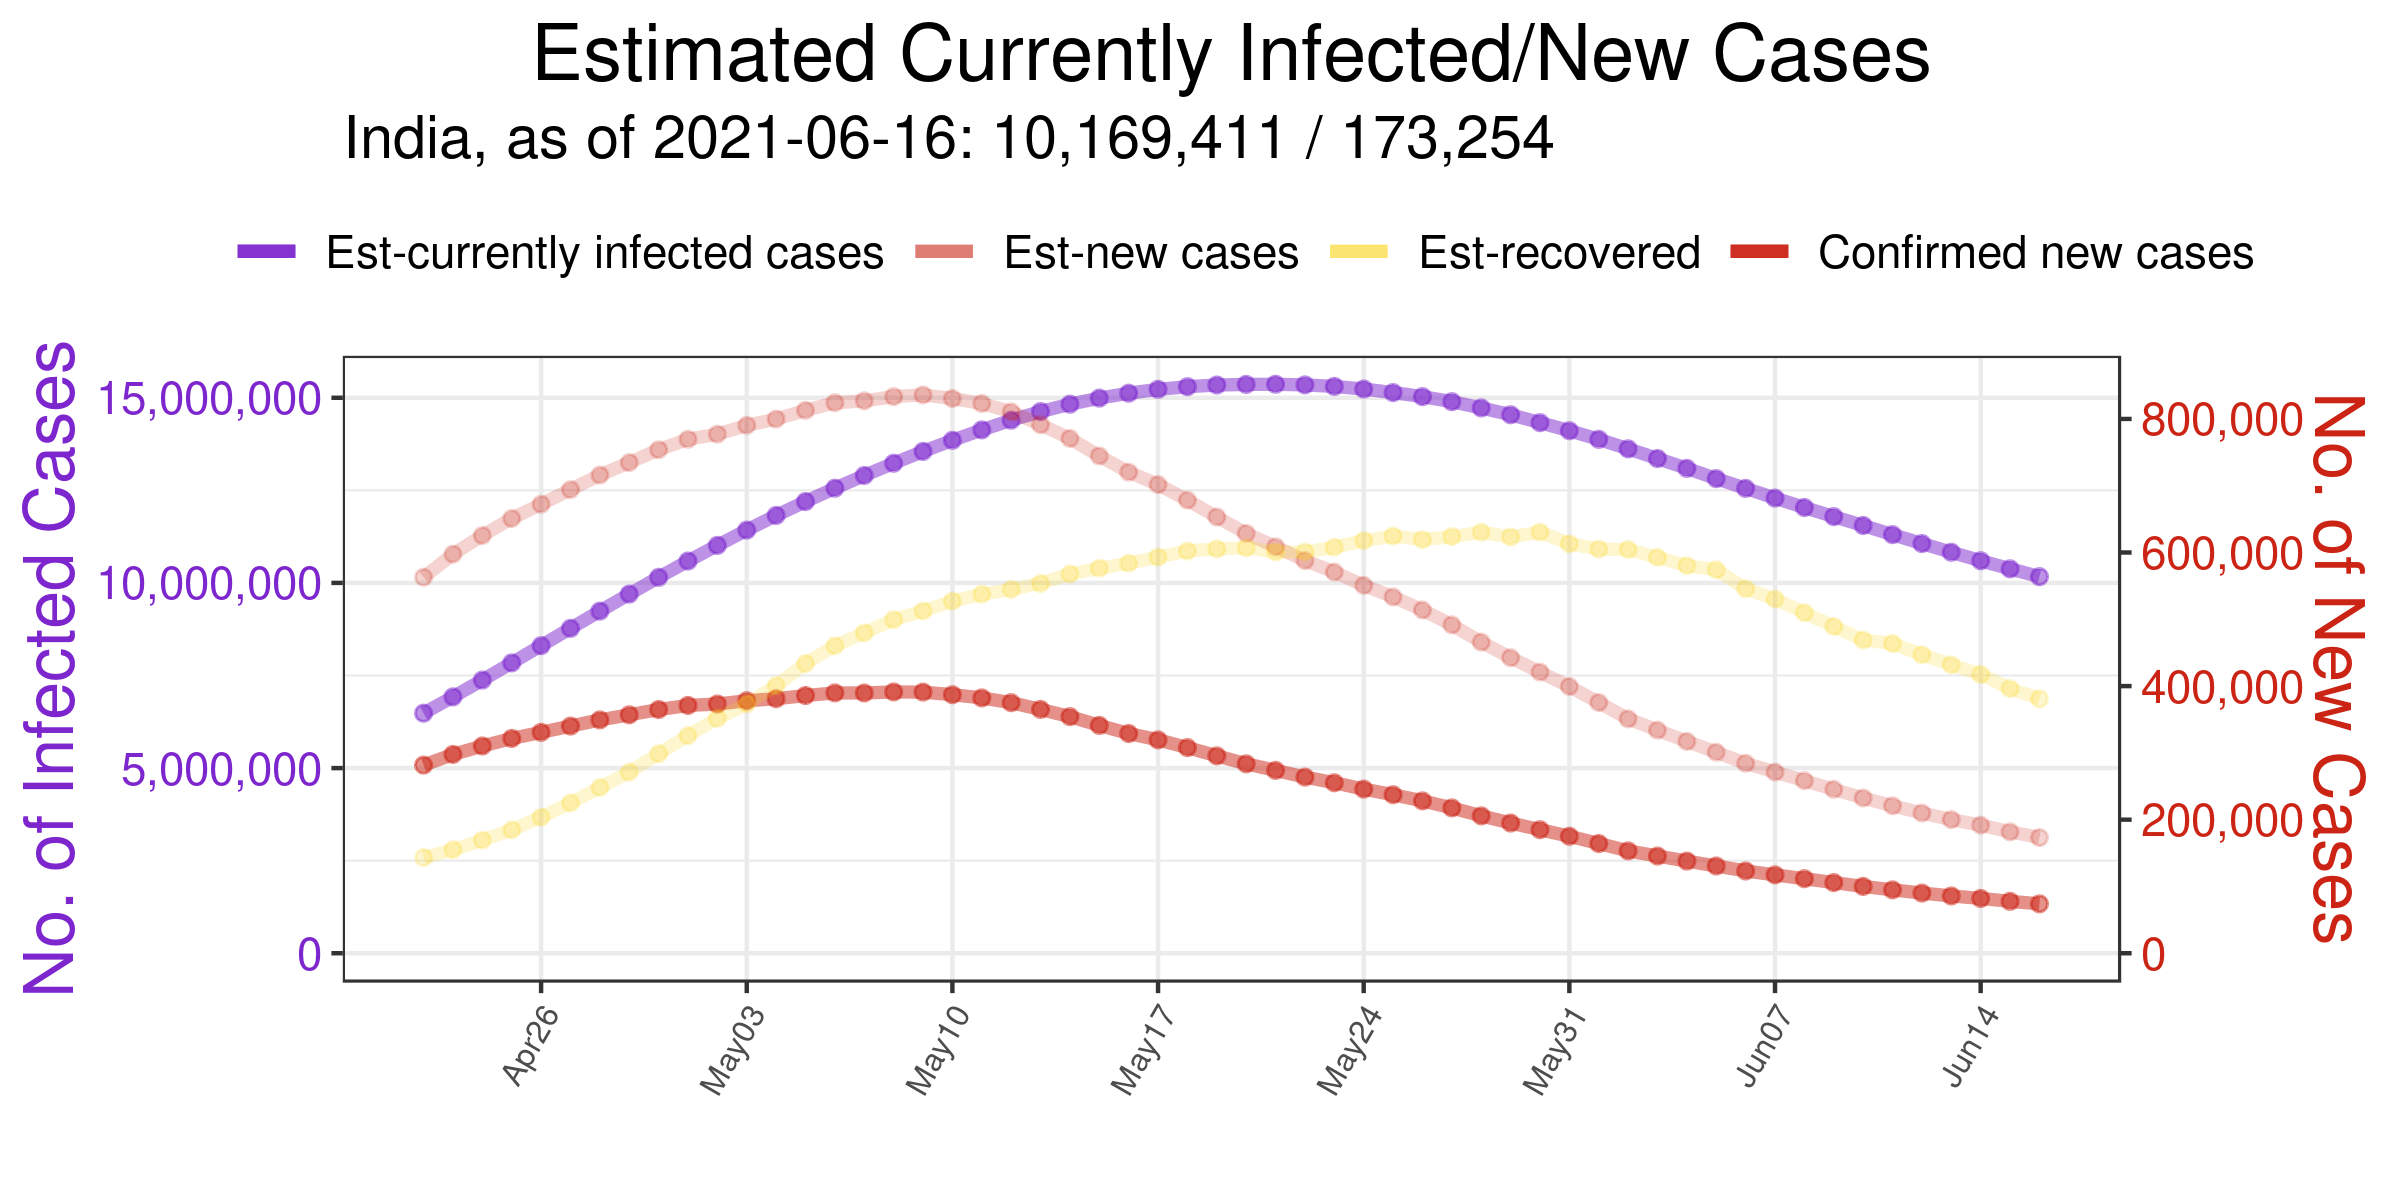 Estimated Currently Infected/New Cases
India, as of 2021-06-16: 10,169,411 / 173,254
Est-currently infected cases Est-new cases Est-recovered Confirmed new cases
No. of Infected Cases
15,000,000
10,000,000
5,000,000
0
800,000
600,000
400,000
200,000
0
No. of New Cases
Apr26 May03 May10 May17 May24 May31 Jun07 Jun14